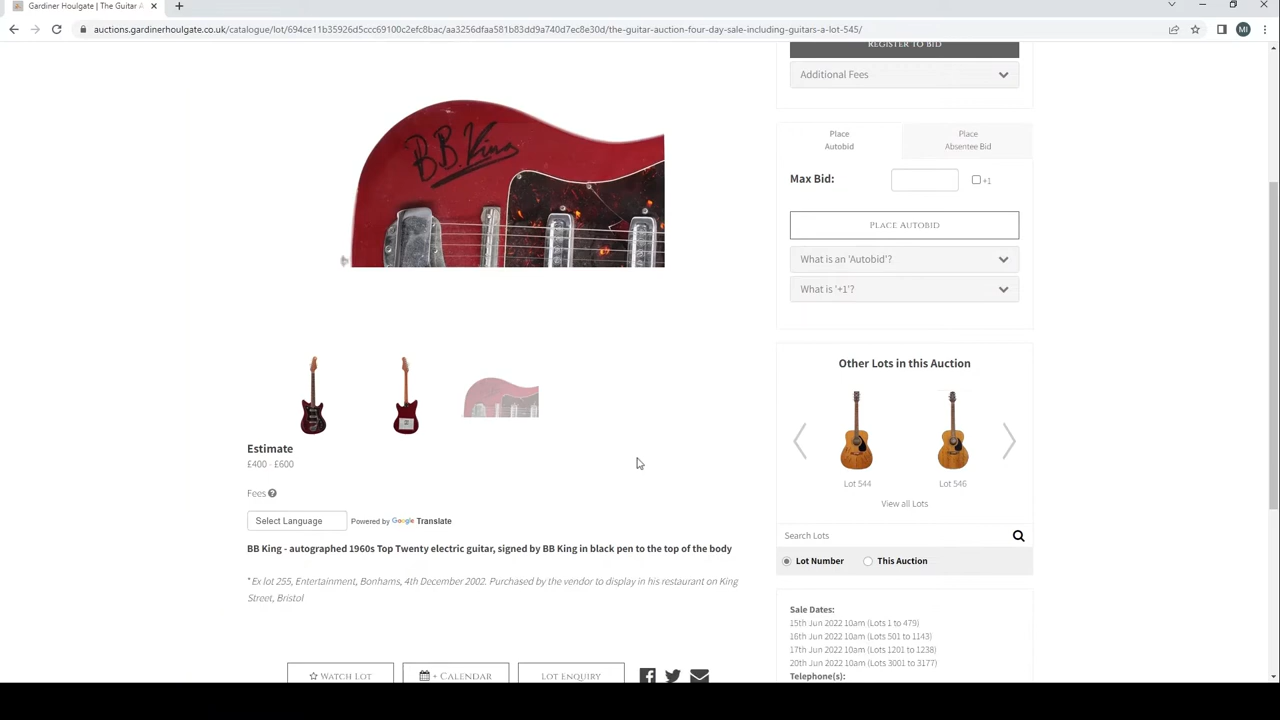 Gardiner Houlgate | The Guitar A
auctions.gardinerhoulgate.co.uk/catalogue/lot/694ce11b35926d5ccc69100c2efc8bac/aa3256dfaa581b83dd9a740d7ec8e30d/the-guitar-auction-four-day-sale-including-guitars-a-lot-545/
MI
REGISTER TO BID
Additional Fees
B.B. King
Place Autobid
Place Absentee Bid
Max Bid:
+1
PLACE AUTOBID
What is an 'Autobid'?
What is '+1'?
Other Lots in this Auction
Lot 544
Lot 546
View all Lots
Search Lots
Lot Number
This Auction
Estimate
£400 - £600
Fees
Select Language
Powered by Google Translate
BB King - autographed 1960s Top Twenty electric guitar, signed by BB King in black pen to the top of the body
*Ex lot 255, Entertainment, Bonhams, 4th December 2002. Purchased by the vendor to display in his restaurant on King
Street, Bristol
WATCH LOT
+ CALENDAR
LOT ENQUIRY
Sale Dates:
15th Jun 2022 10am (Lots 1 to 479)
16th Jun 2022 10am (Lots 501 to 1143)
17th Jun 2022 10am (Lots 1201 to 1238)
20th Jun 2022 10am (Lots 3001 to 3177)
Telephone(s):